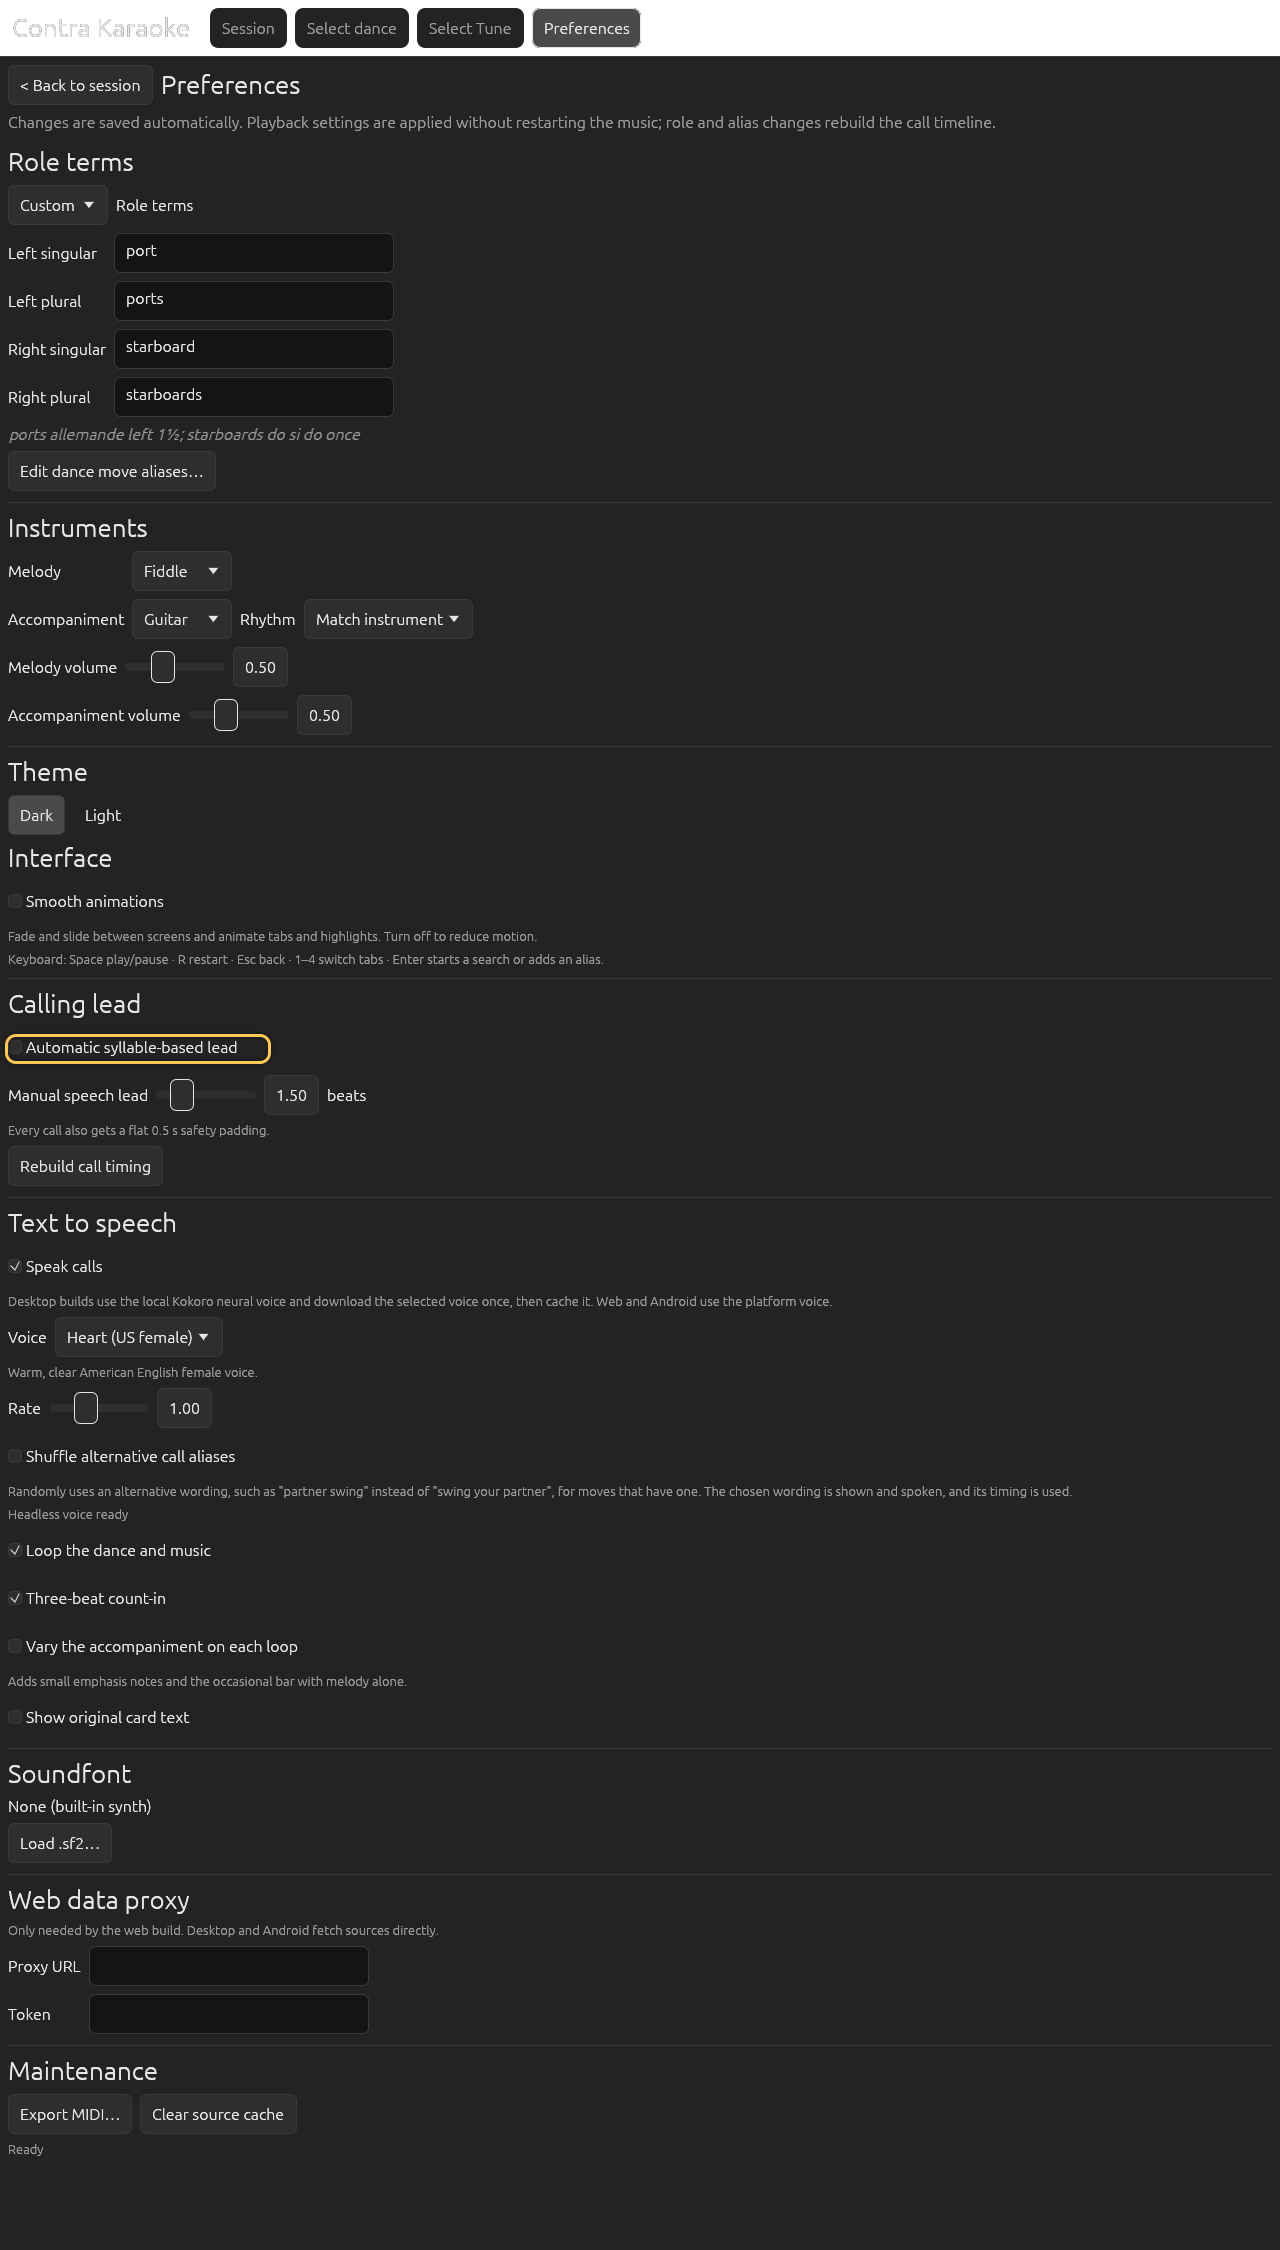 Contra Karaoke Session Select dance Select Tune Preferences
< Back to session Preferences
Changes are saved automatically. Playback settings are applied without restarting the music; role and alias changes rebuild the call timeline.
Role terms
Custom Role terms
Left singular port
Left plural ports
Right singular starboard
Right plural starboards
ports allemande left 1½; starboards do si do once
Edit dance move aliases...
Instruments
Melody Fiddle
Accompaniment Guitar Rhythm Match instrument
Melody volume 0.50
Accompaniment volume 0.50
Theme
Dark Light
Interface
Smooth animations
Fade and slide between screens and animate tabs and highlights. Turn off to reduce motion.
Keyboard: Space play/pause · R restart · Esc back · 1–4 switch tabs · Enter starts a search or adds an alias.
Calling lead
Automatic syllable-based lead
Manual speech lead 1.50 beats
Every call also gets a flat 0.5 s safety padding.
Rebuild call timing
Text to speech
Speak calls
Desktop builds use the local Kokoro neural voice and download the selected voice once, then cache it. Web and Android use the platform voice.
Voice Heart (US female)
Warm, clear American English female voice.
Rate 1.00
Shuffle alternative call aliases
Randomly uses an alternative wording, such as "partner swing" instead of "swing your partner", for moves that have one. The chosen wording is shown and spoken, and its timing is used.
Headless voice ready
Loop the dance and music
Three-beat count-in
Vary the accompaniment on each loop
Adds small emphasis notes and the occasional bar with melody alone.
Show original card text
Soundfont
None (built-in synth)
Load .sf2...
Web data proxy
Only needed by the web build. Desktop and Android fetch sources directly.
Proxy URL
Token
Maintenance
Export MIDI... Clear source cache
Ready